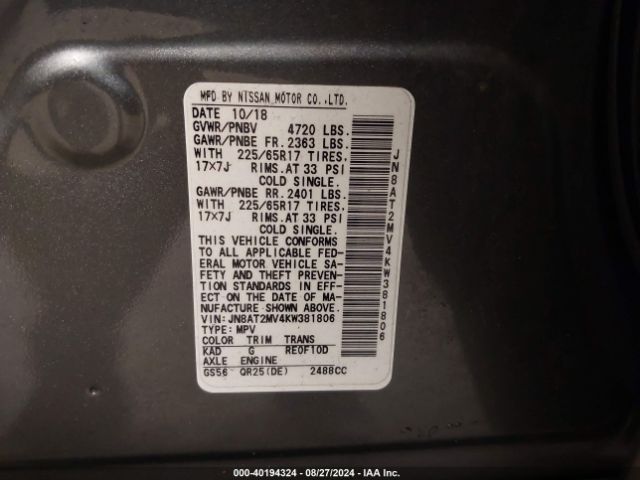 MFD BY NISSAN MOTOR CO.,LTD.
DATE 10/18
GVWR/PNBV 4720 LBS.
GAWR/PNBE FR. 2363 LBS.
WITH 225/65R17 TIRES,
17×7J RIMS.AT 33 PSI
COLD SINGLE.
GAWR/PNBE RR. 2401 LBS.
WITH 225/65R17 TIRES,
17×7J RIMS.AT 33 PSI
COLD SINGLE.
THIS VEHICLE CONFORMS
TO ALL APPLICABLE FED-
ERAL MOTOR VEHICLE SA-
FETY AND THEFT PREVEN-
TION STANDARDS IN EFF-
ECT ON THE DATE OF MA-
NUFACTURE SHOWN ABOVE.
VIN:JN8AT2MV4KW381806
TYPE:MPV
COLOR TRIM TRANS
KAD G RE0F10D
AXLE ENGINE
GS56 QR25(DE) 2488CC
JN8AT2MV4KW381806
000-40194324 - 08/27/2024 - IAA Inc.